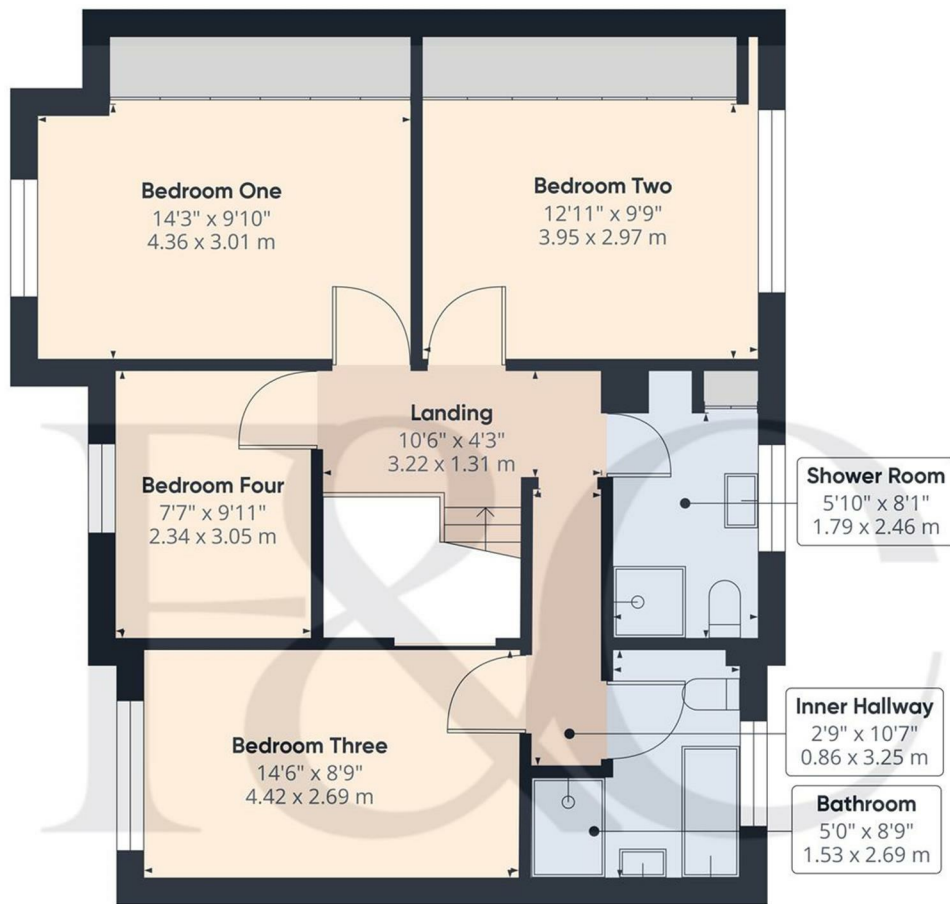 Bedroom One
14'3" x 9'10"
4.36 x 3.01 m
Bedroom Two
12'11" x 9'9"
3.95 x 2.97 m
Landing
10'6" x 4'3"
3.22 x 1.31 m
Bedroom Four
7'7" x 9'11"
2.34 x 3.05 m
Shower Room
5'10" x 8'1"
1.79 x 2.46 m
Bedroom Three
14'6" x 8'9"
4.42 x 2.69 m
Inner Hallway
2'9" x 10'7"
0.86 x 3.25 m
Bathroom
5'0" x 8'9"
1.53 x 2.69 m
F&C